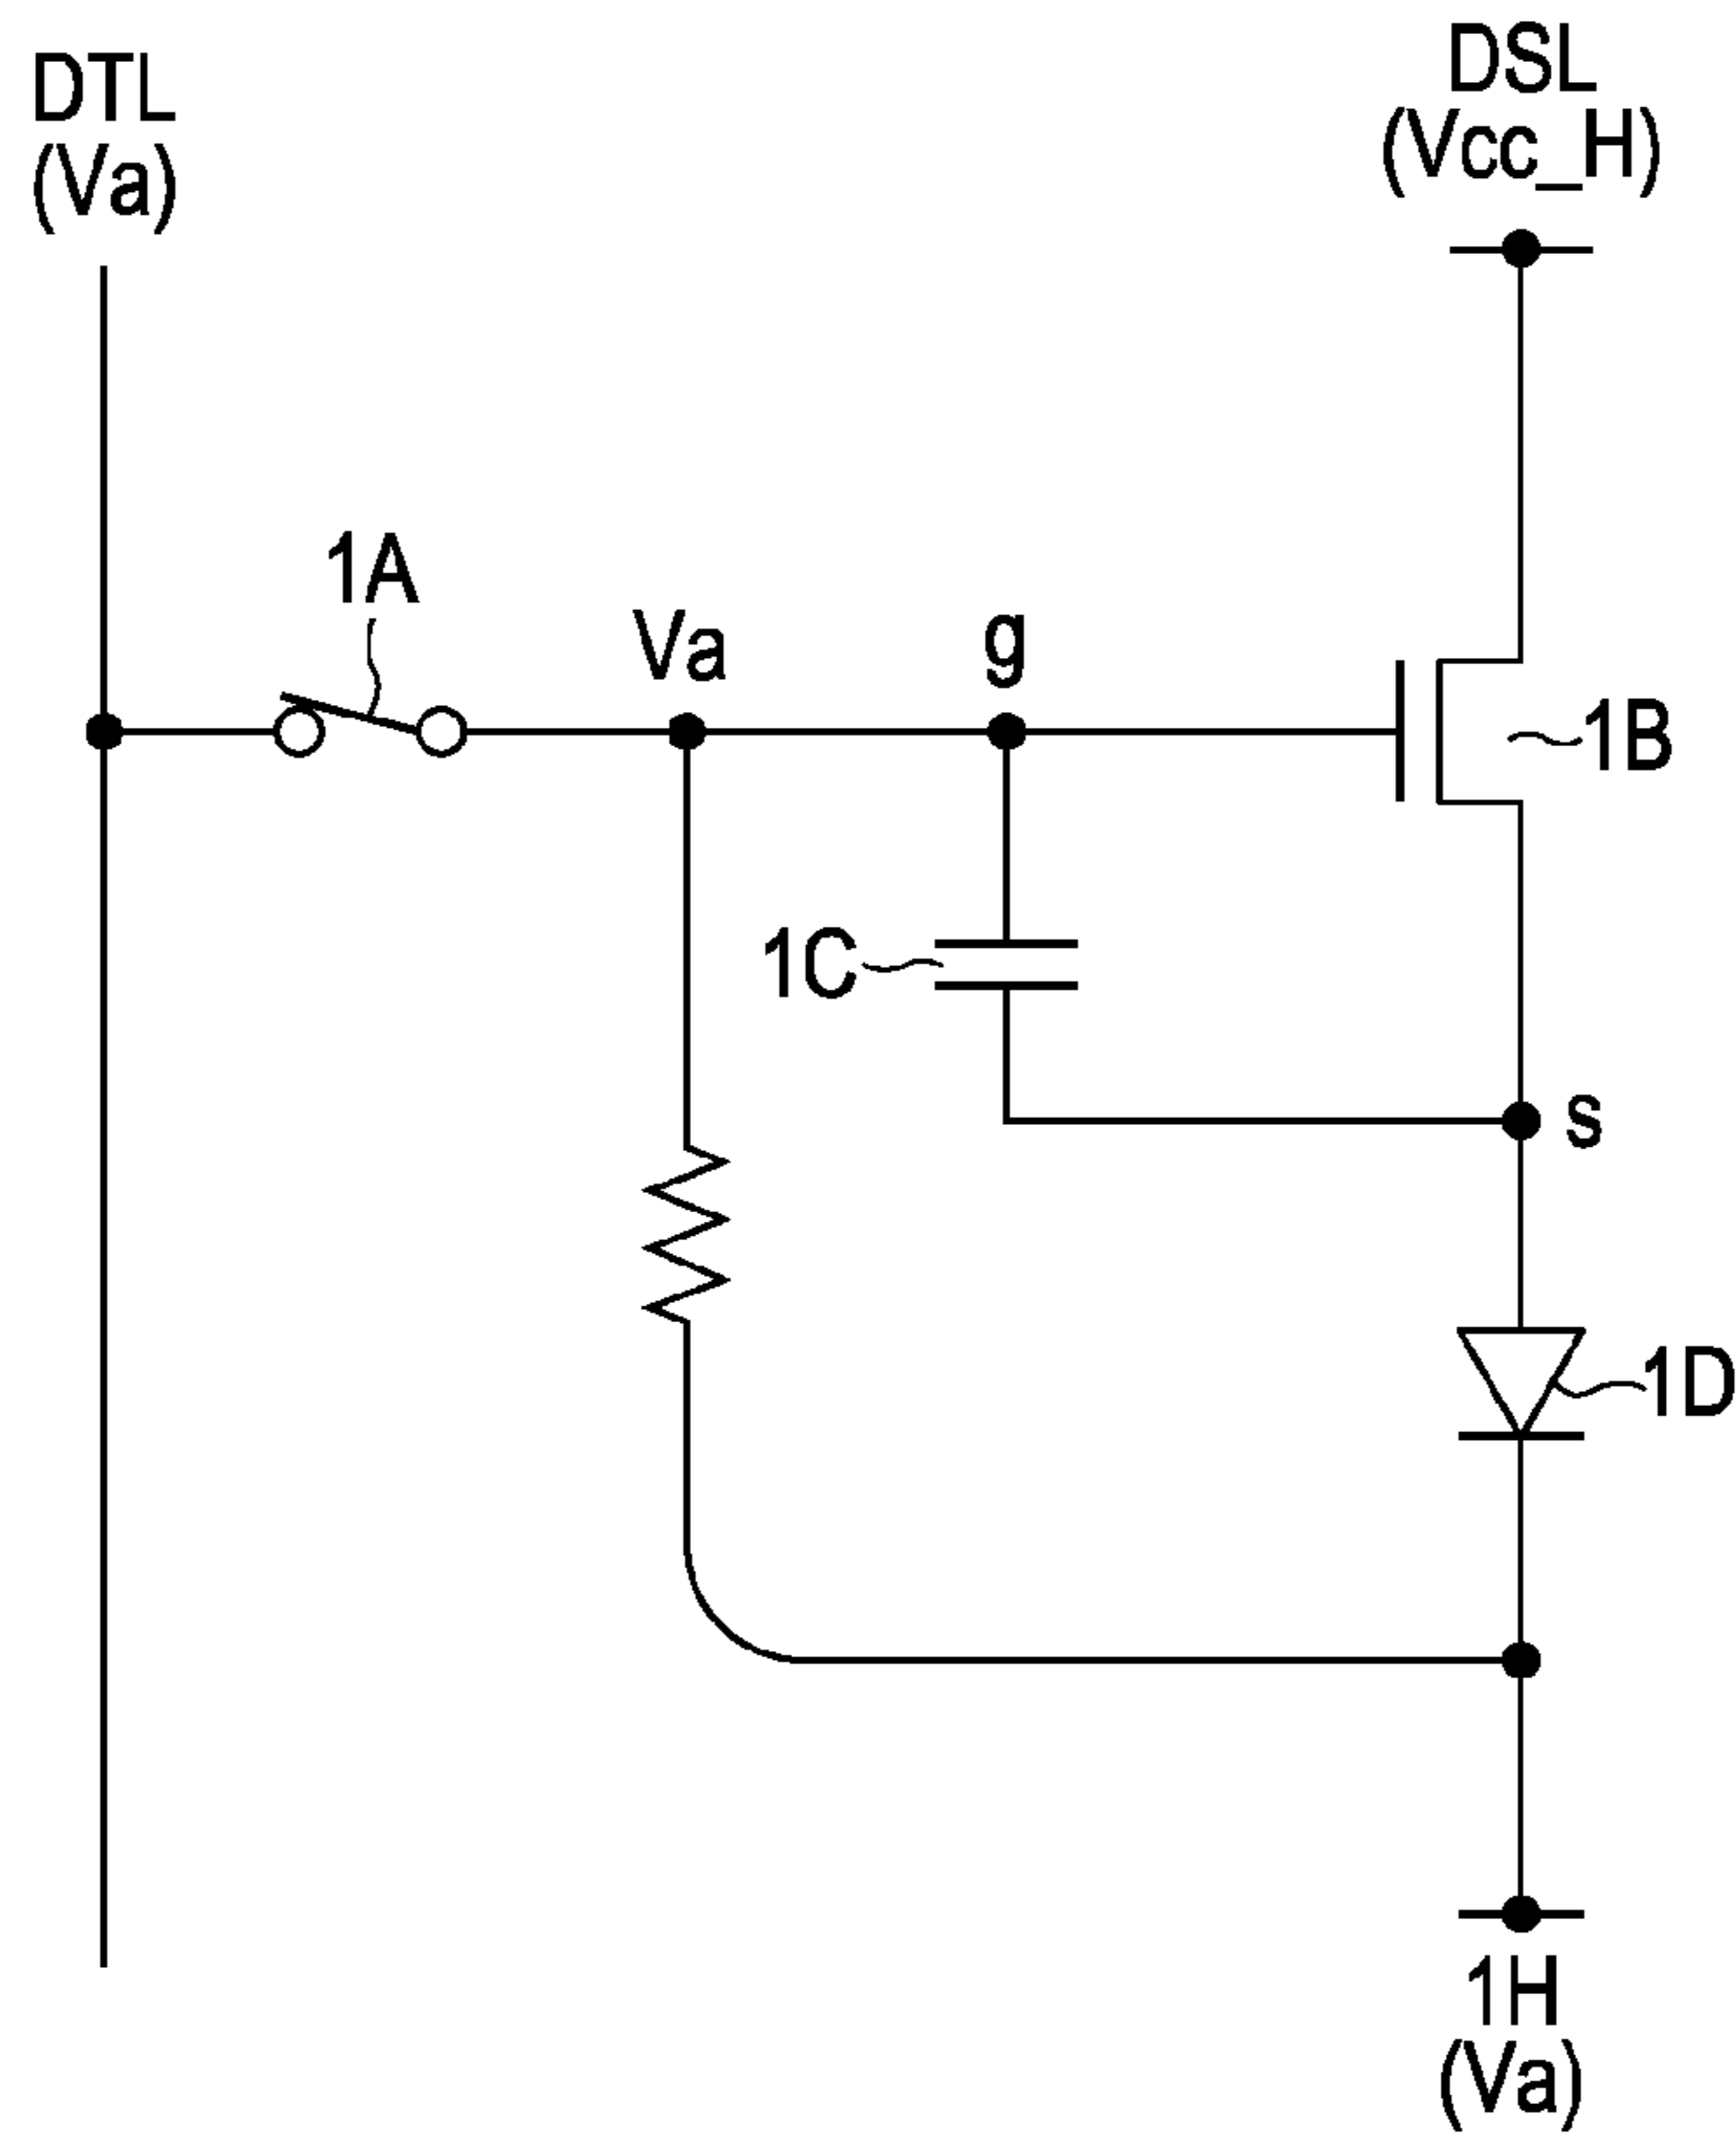 DTL
(Va)
DSL
(Vcc_H)
1A
Va
g
1B
1C
s
1D
1H
(Va)